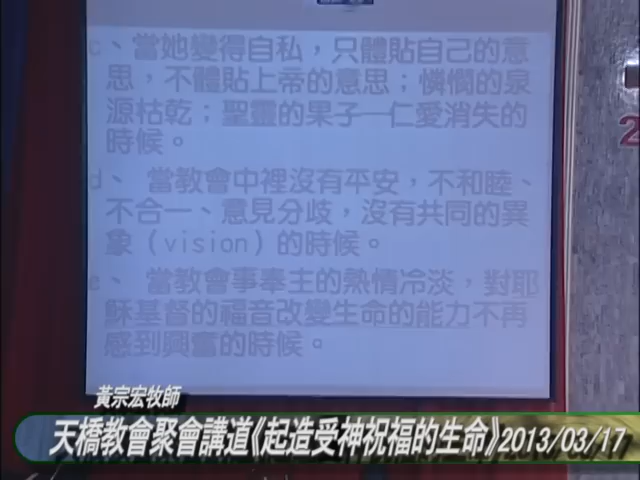 c、當她變得自私，只體貼自己的意
思，不體貼上帝的意思；憐憫的泉
源枯乾；聖靈的果子—仁愛消失的
時候。
d、 當教會中裡沒有平安，不和睦、
不合一、意見分歧，沒有共同的異
象（vision）的時候。
e、 當教會事奉主的熱情冷淡，對耶
穌基督的福音改變生命的能力不再
感到興奮的時候。
2
黃宗宏牧師
天橋教會聚會講道《起造受神祝福的生命》2013/03/17